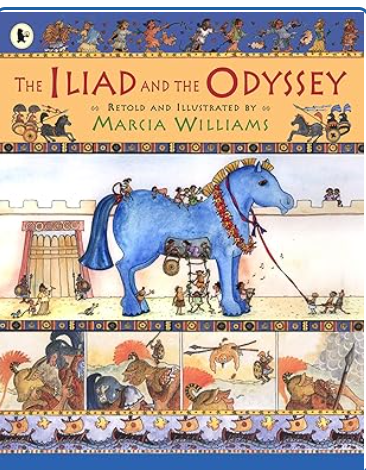 THE ILIAD AND THE ODYSSEY
RETOLD AND ILLUSTRATED BY
MARCIA WILLIAMS